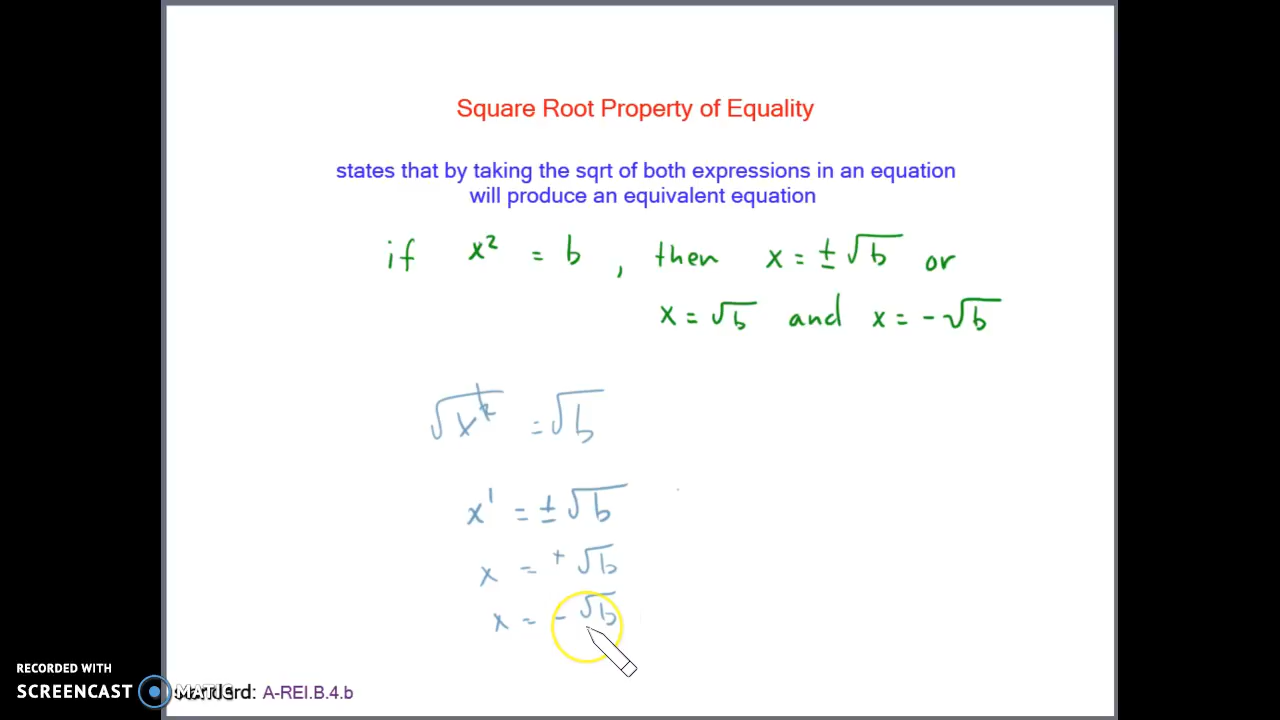 Square Root Property of Equality
states that by taking the sqrt of both expressions in an equation
will produce an equivalent equation
if x² = b, then x = ±√b or
x = √b and x = -√b
= √b
x¹ = ±√b
x = +√b
x = -√b
RECORDED WITH
SCREENCAST MATIC
A-REI.B.4.b